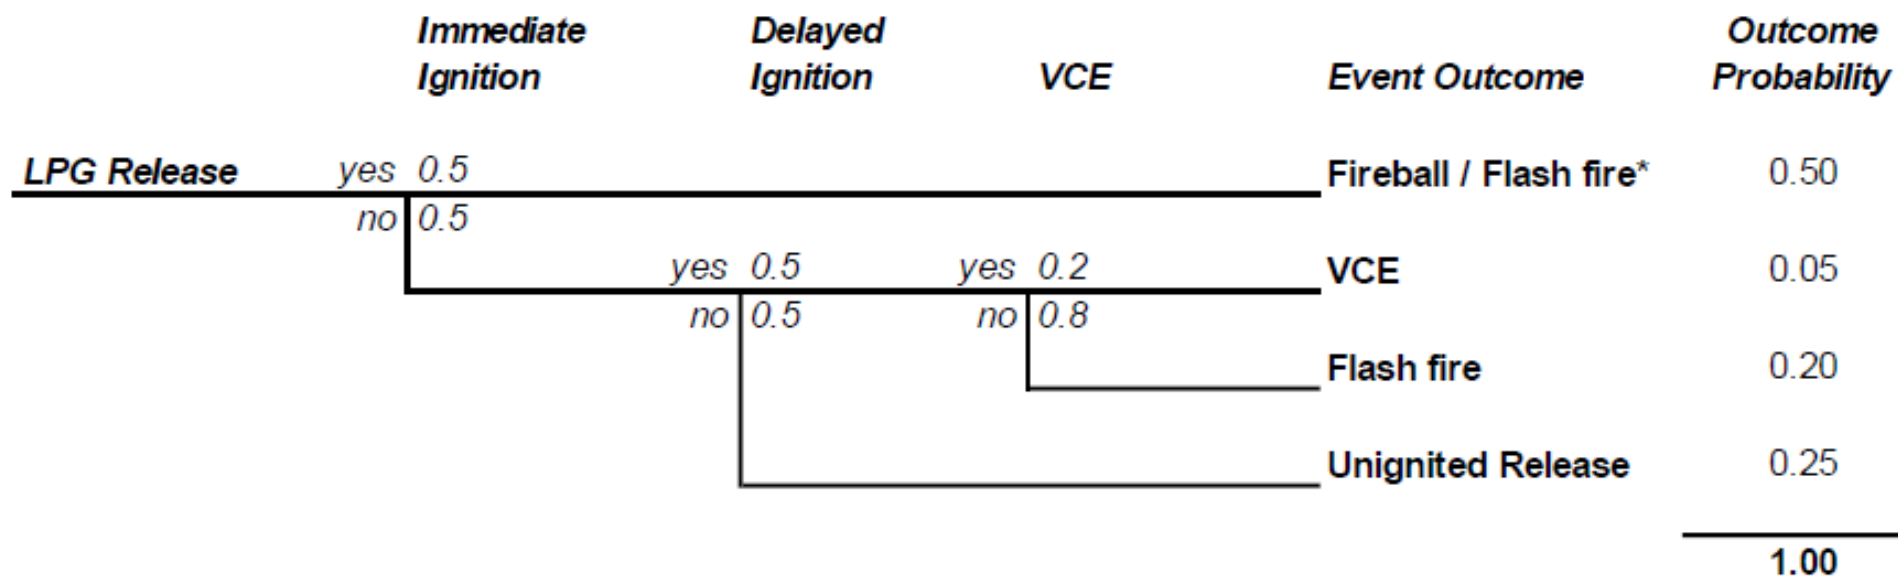 Immediate Delayed Outcome
Ignition Ignition VCE Event Outcome Probability
LPG Release yes 0.5 Fireball / Flash fire* 0.50
no 0.5
yes 0.5 yes 0.2 VCE 0.05
no 0.5 no 0.8
Flash fire 0.20
Unignited Release 0.25
1.00